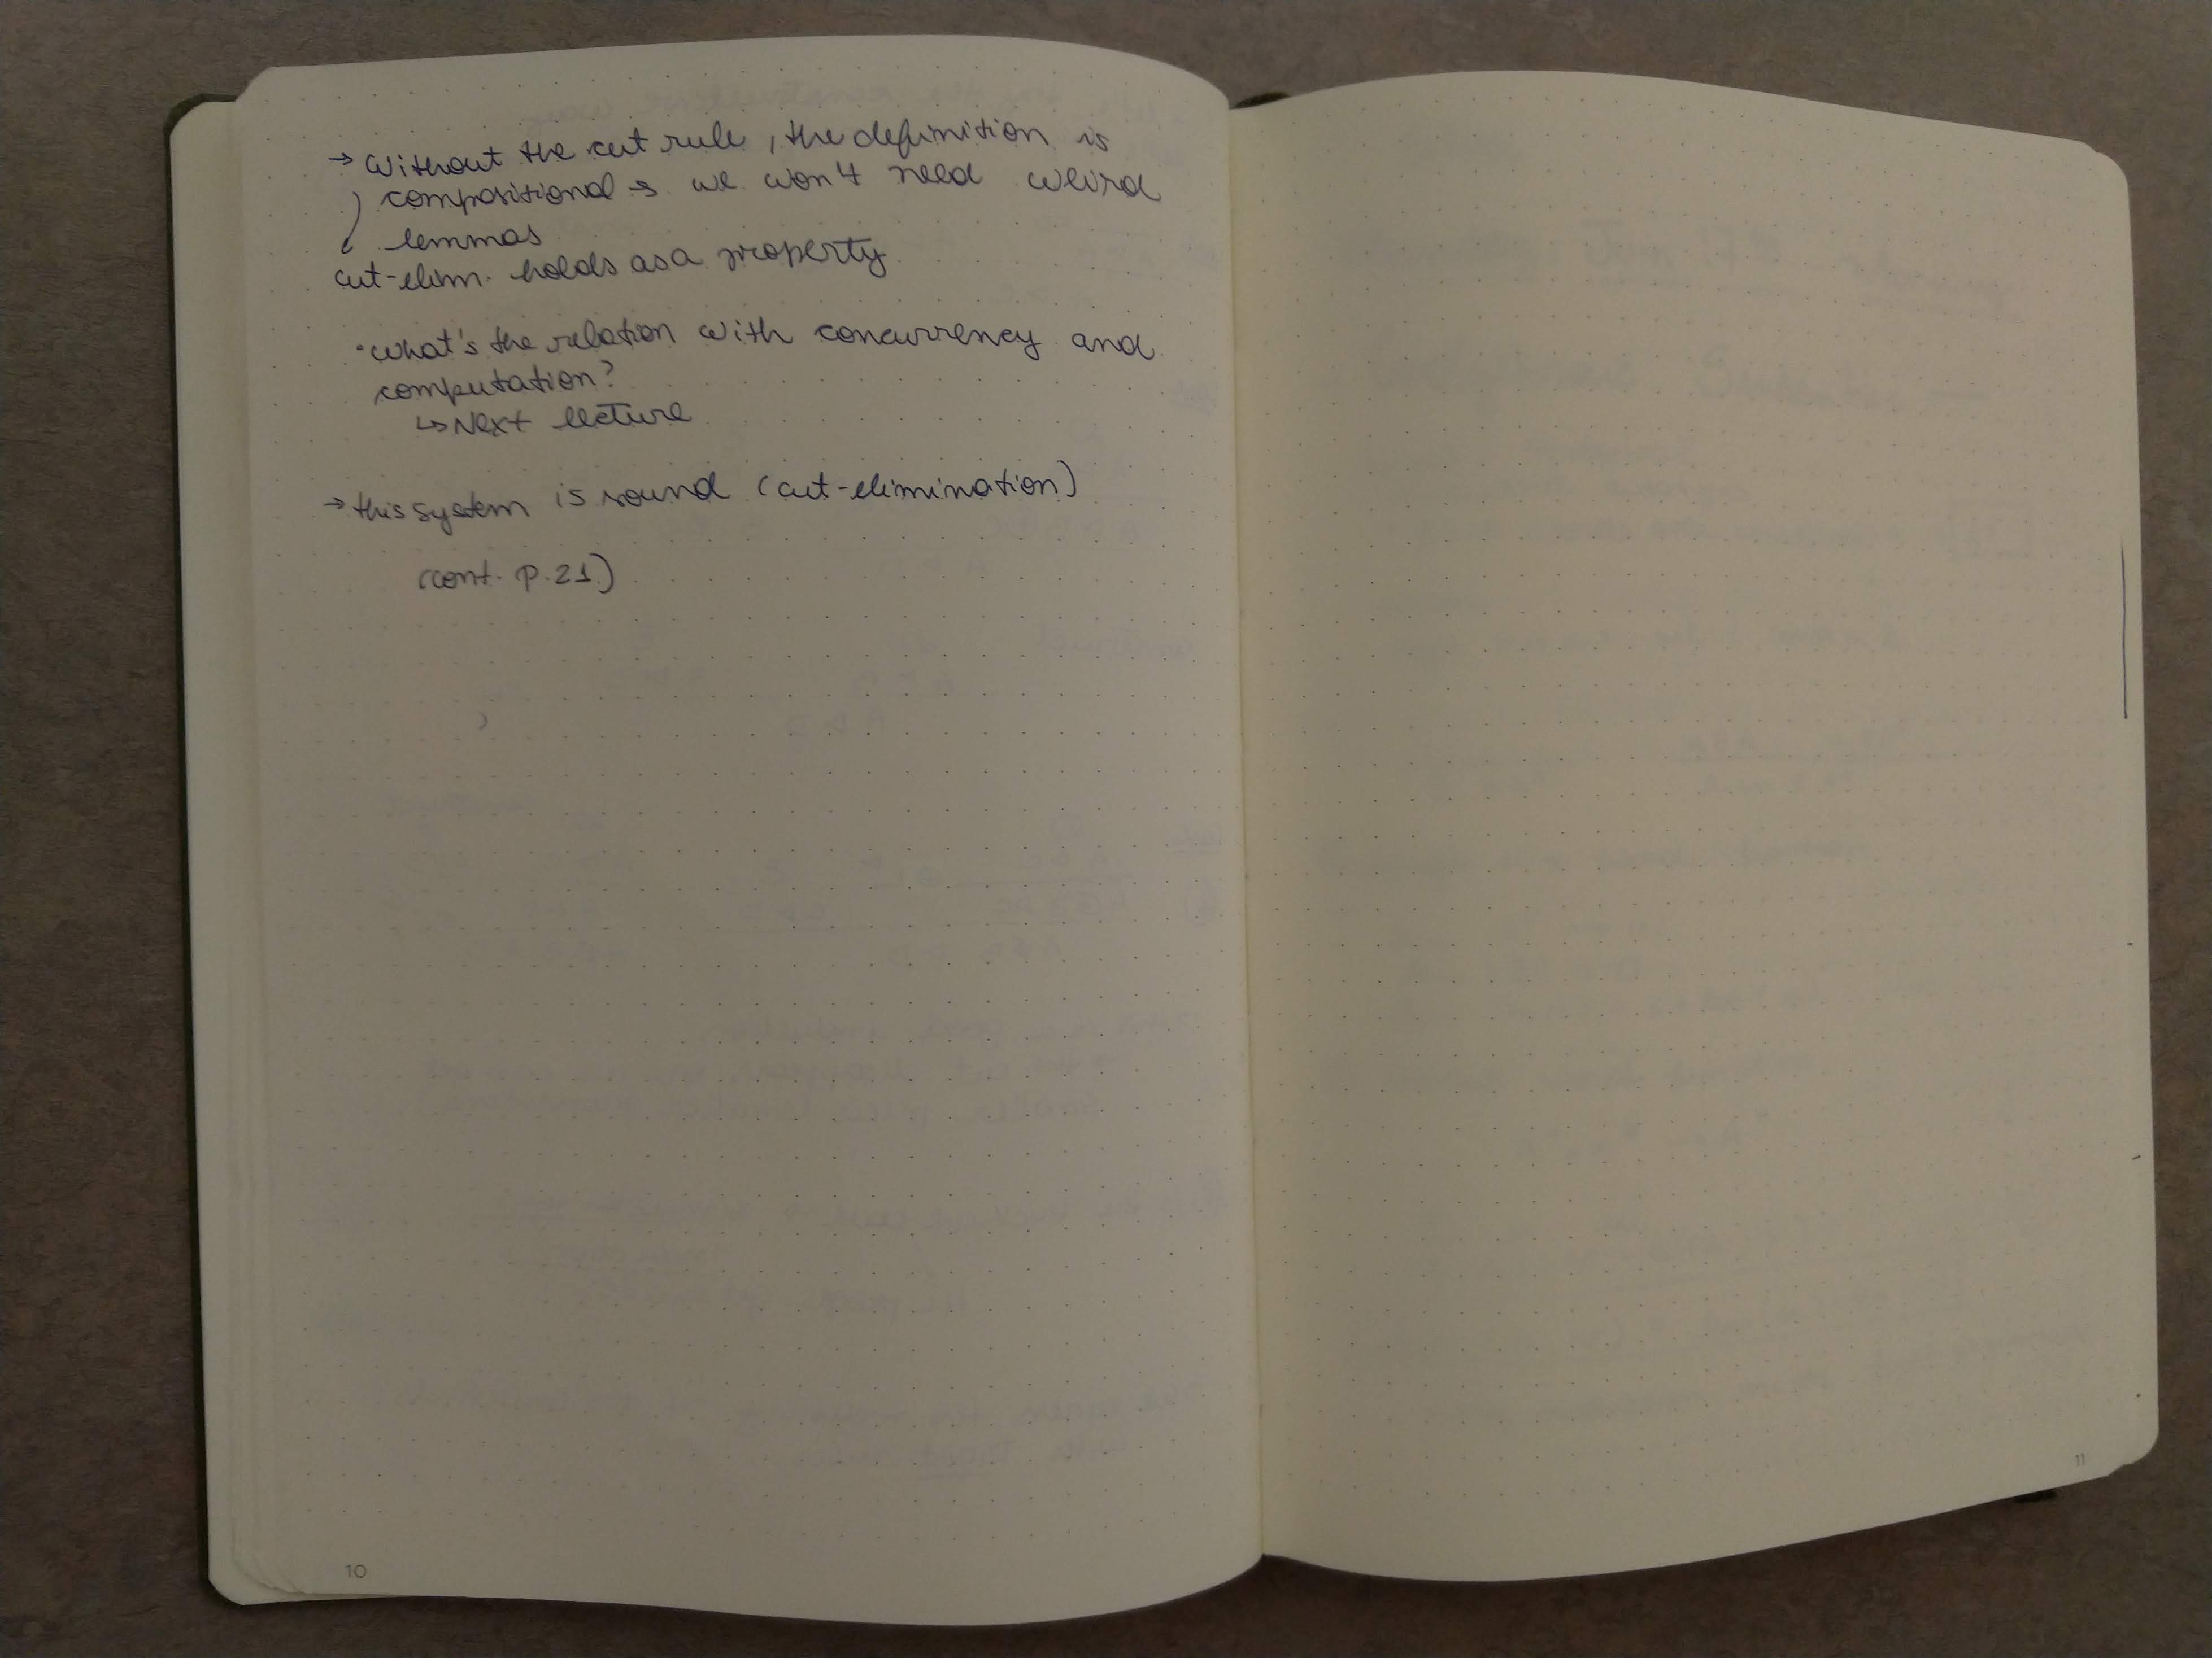 → Without the cut rule, the definition is
compositional → we won't need weird
lemmas
cut-elim. holds as a property
• what's the relation with concurrency and
computation?
↳ Next lecture
→ this system is sound (cut-elimination)
(cont. p.21)
10
11